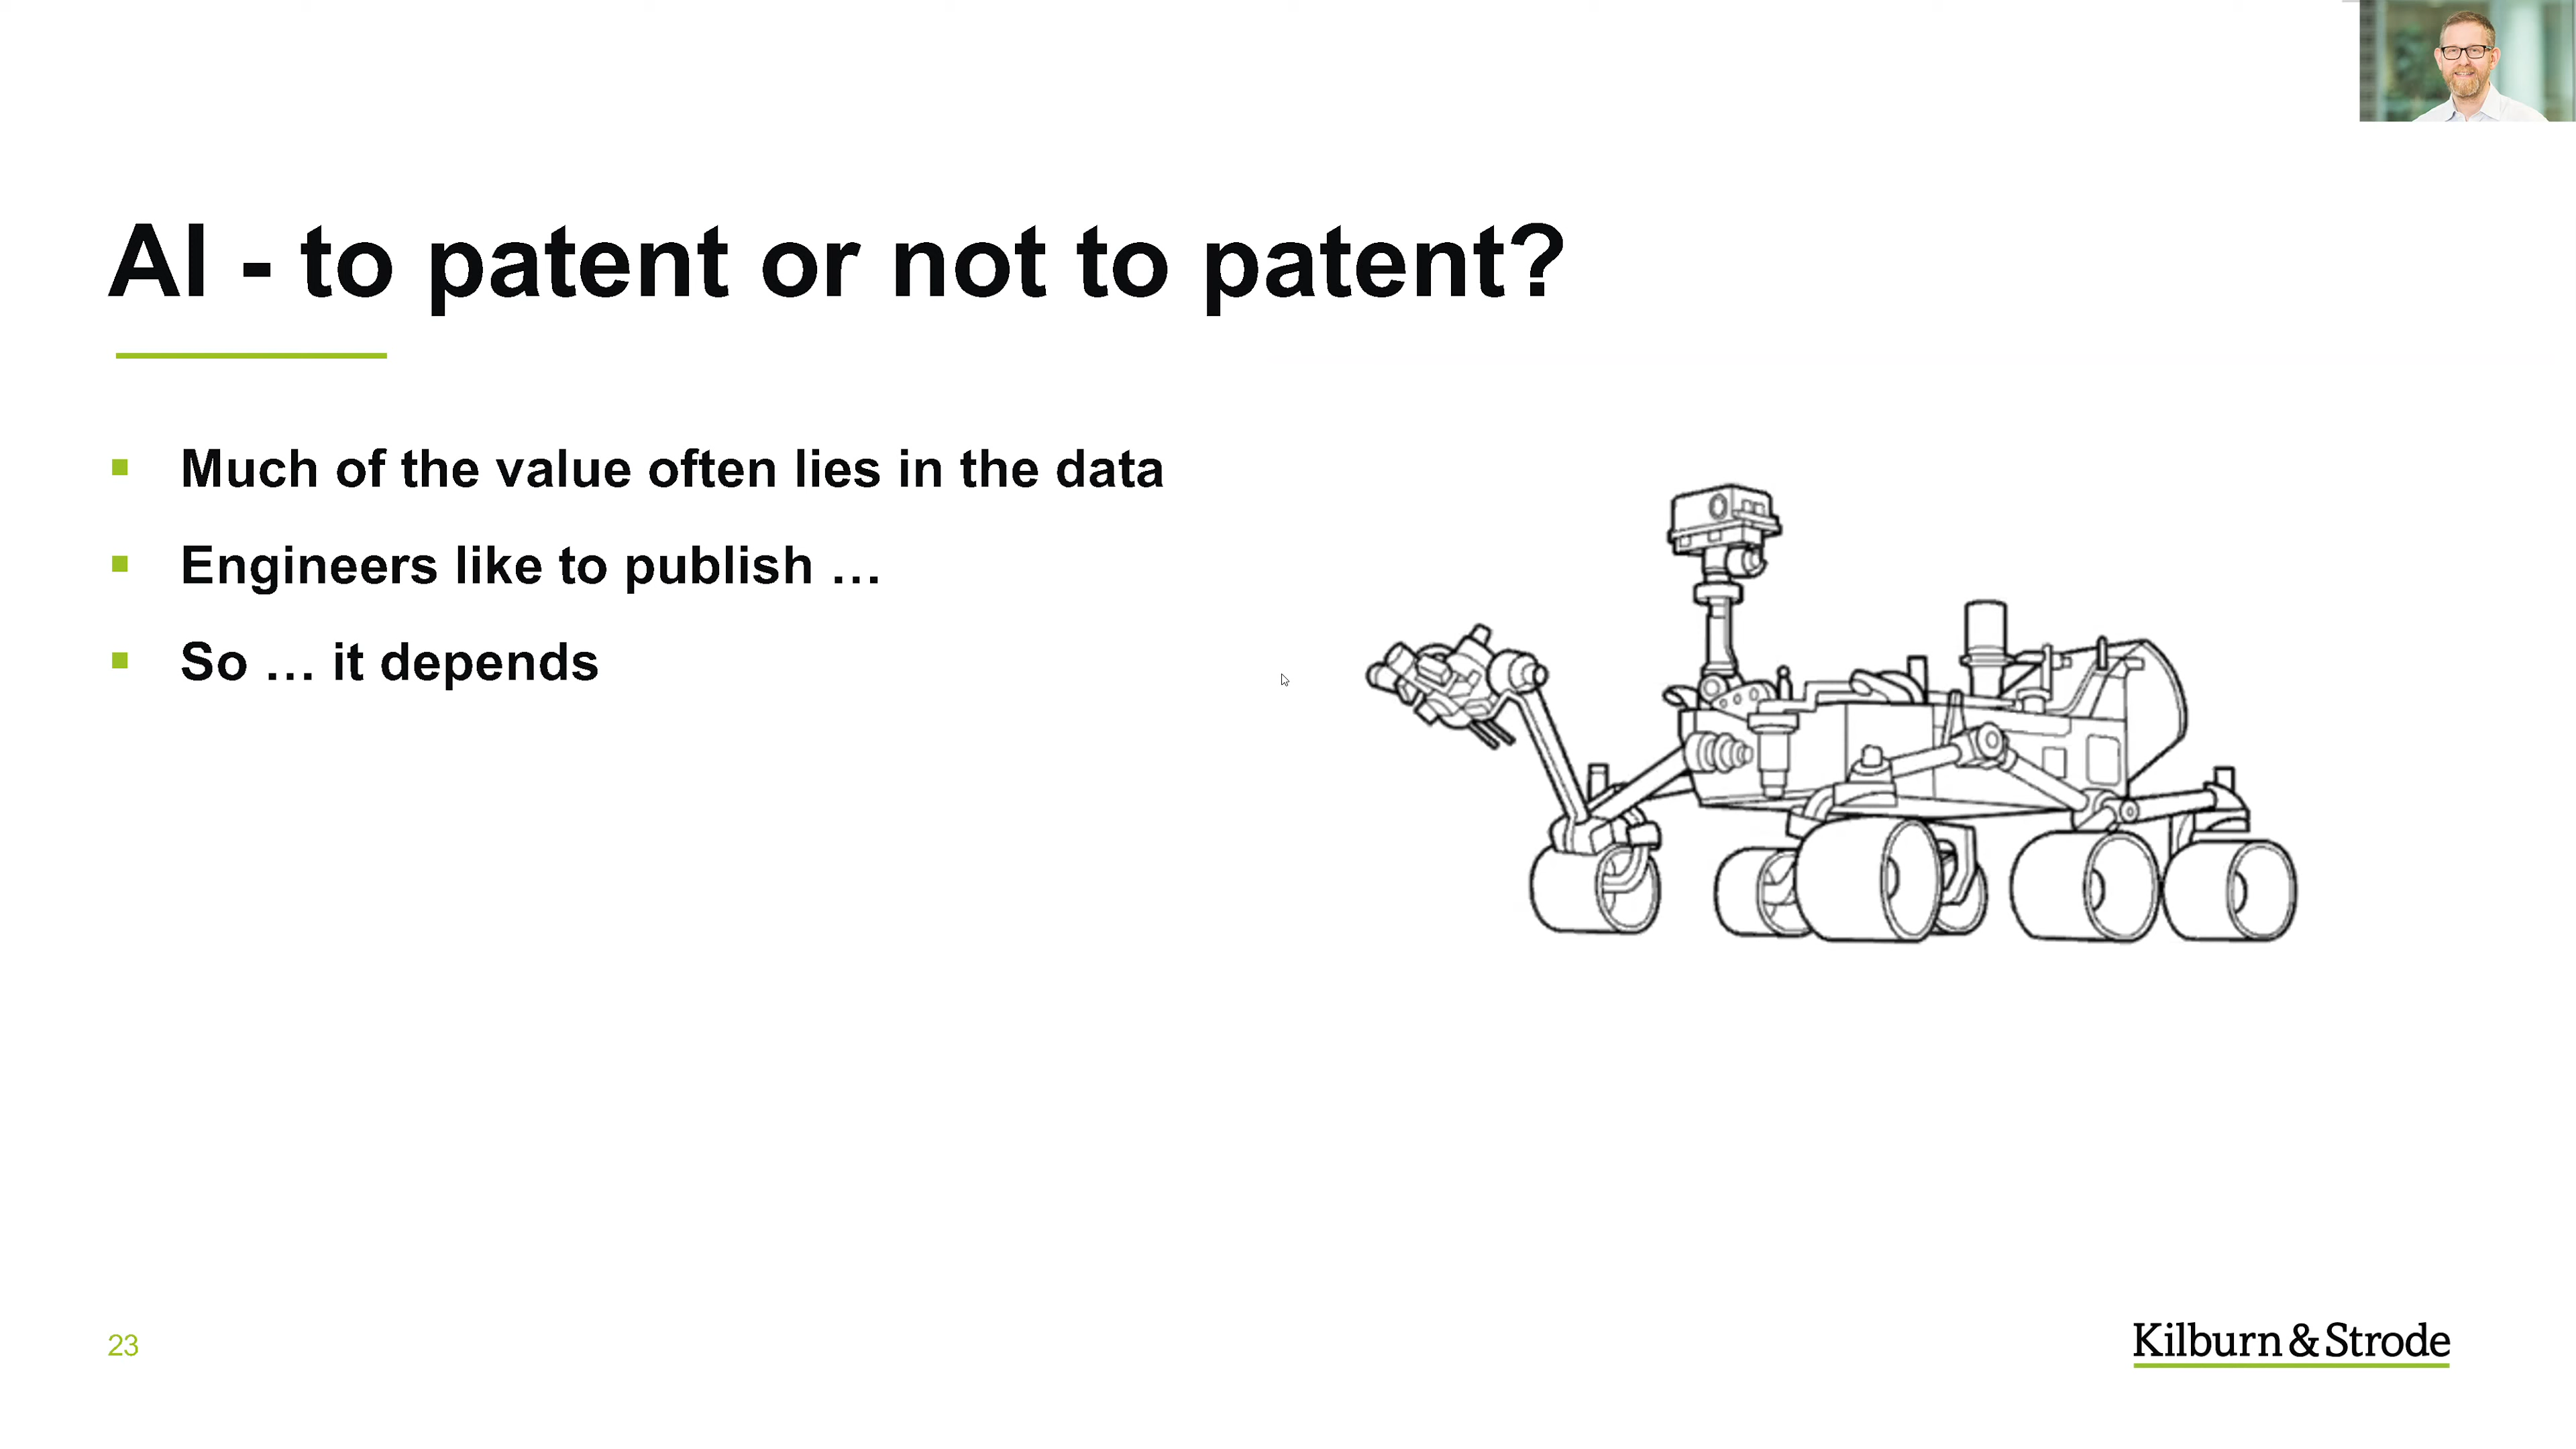 AI - to patent or not to patent?
Much of the value often lies in the data
Engineers like to publish …
So … it depends
23
Kilburn & Strode